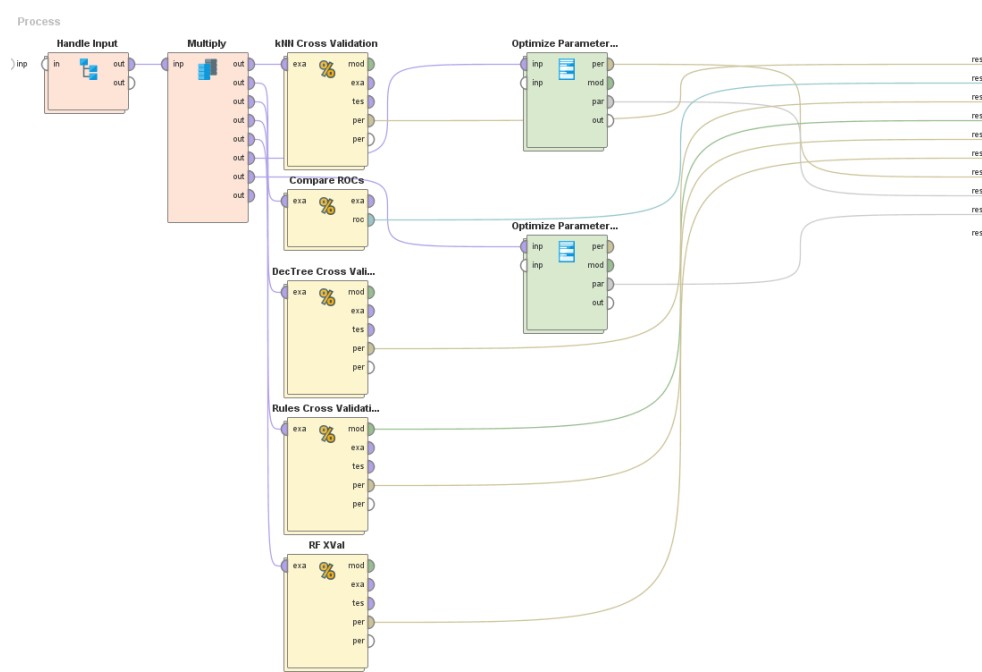 Process
inp
Handle Input
in
out
out
Multiply
inp
out
out
out
out
out
out
out
out
kNN Cross Validation
exa
mod
exa
tes
per
per
Compare ROCs
exa
exa
roc
DecTree Cross Vali...
exa
mod
exa
tes
per
per
Rules Cross Validati...
exa
mod
exa
tes
per
per
RF XVal
exa
mod
exa
tes
per
per
Optimize Parameter...
inp
inp
per
mod
par
out
Optimize Parameter...
inp
inp
per
mod
par
out
res
res
res
res
res
res
res
res
res
res